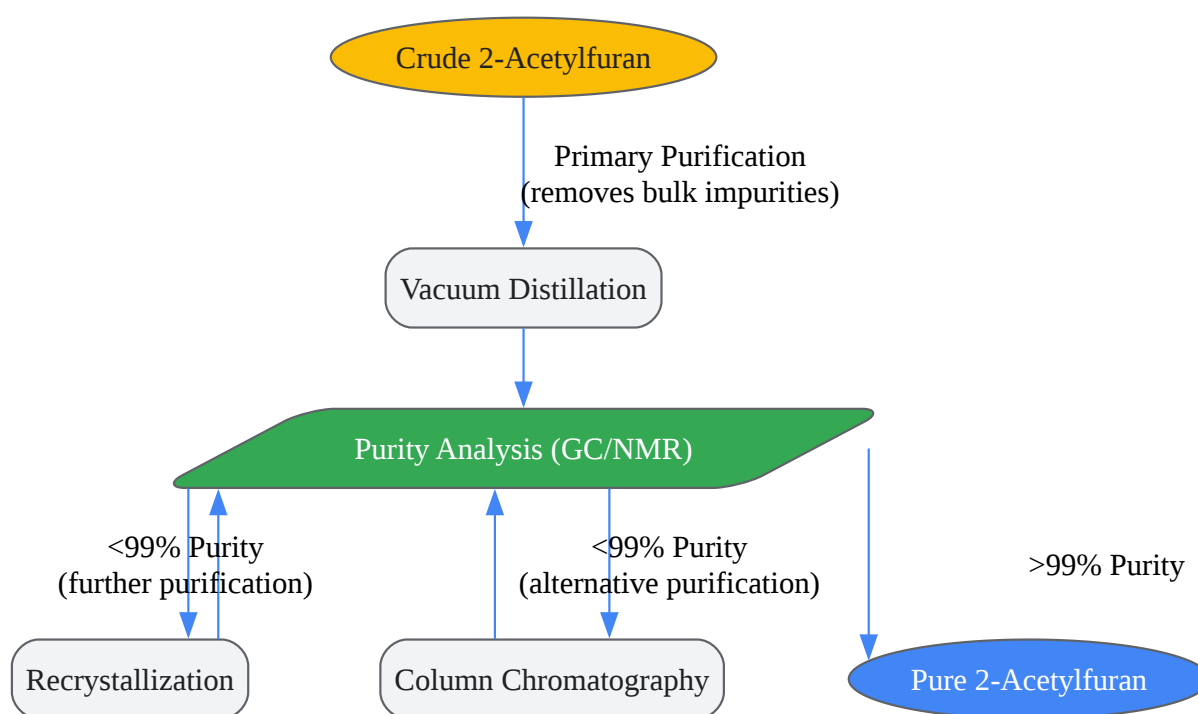 Crude 2-Acetylfuran
Primary Purification
(removes bulk impurities)
Vacuum Distillation
Purity Analysis (GC/NMR)
<99% Purity
(further purification)
<99% Purity
(alternative purification)
>99% Purity
Recrystallization
Column Chromatography
Pure 2-Acetylfuran